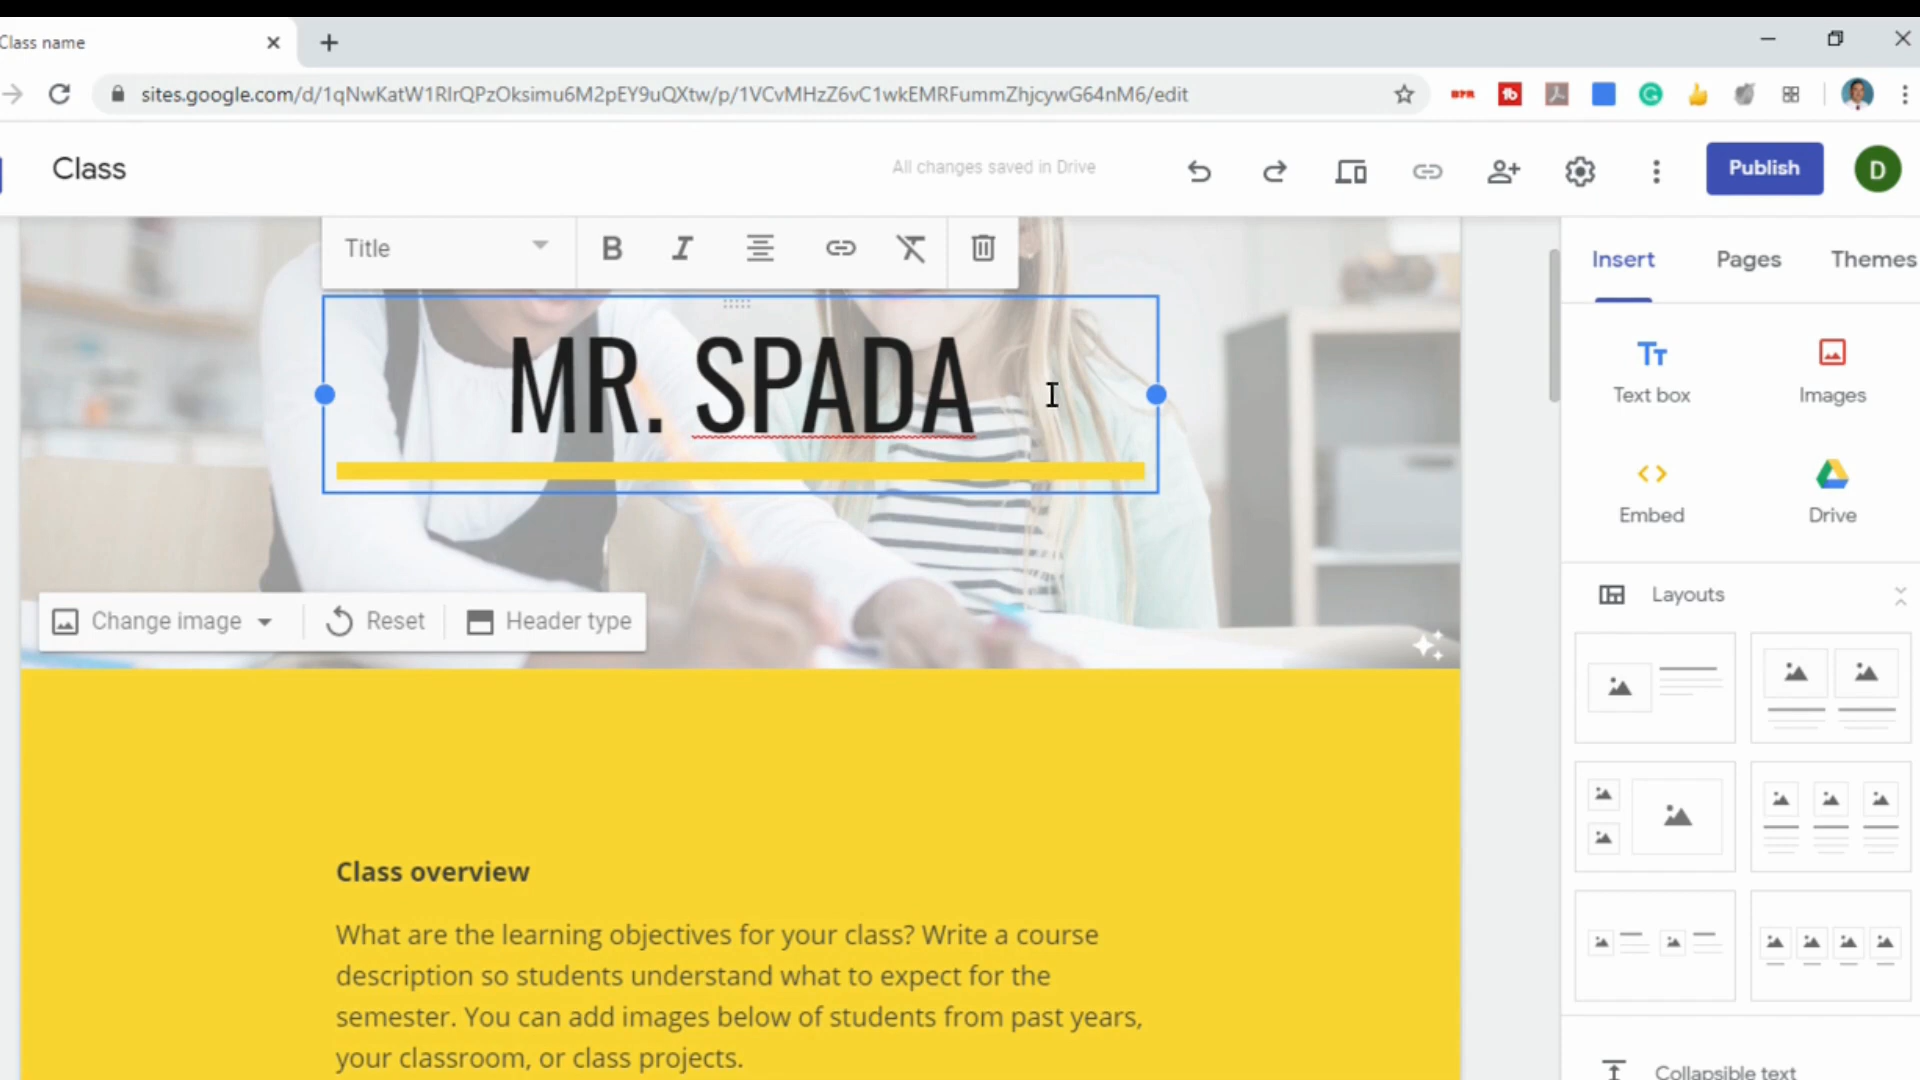 Class name
sites.google.com/d/1qNwKatW1RlrQPzOksimu6M2pEY9uQXtw/p/1VCvMHzZ6vC1wkEMRFummZhjcywG64nM6/edit
Class
All changes saved in Drive
Publish
D
Title
Insert
Pages
Themes
MR. SPADA
Text box
Images
Embed
Drive
Change image
Reset
Header type
Layouts
Class overview
What are the learning objectives for your class? Write a course
description so students understand what to expect for the
semester. You can add images below of students from past years,
your classroom, or class projects.
Collapsible text